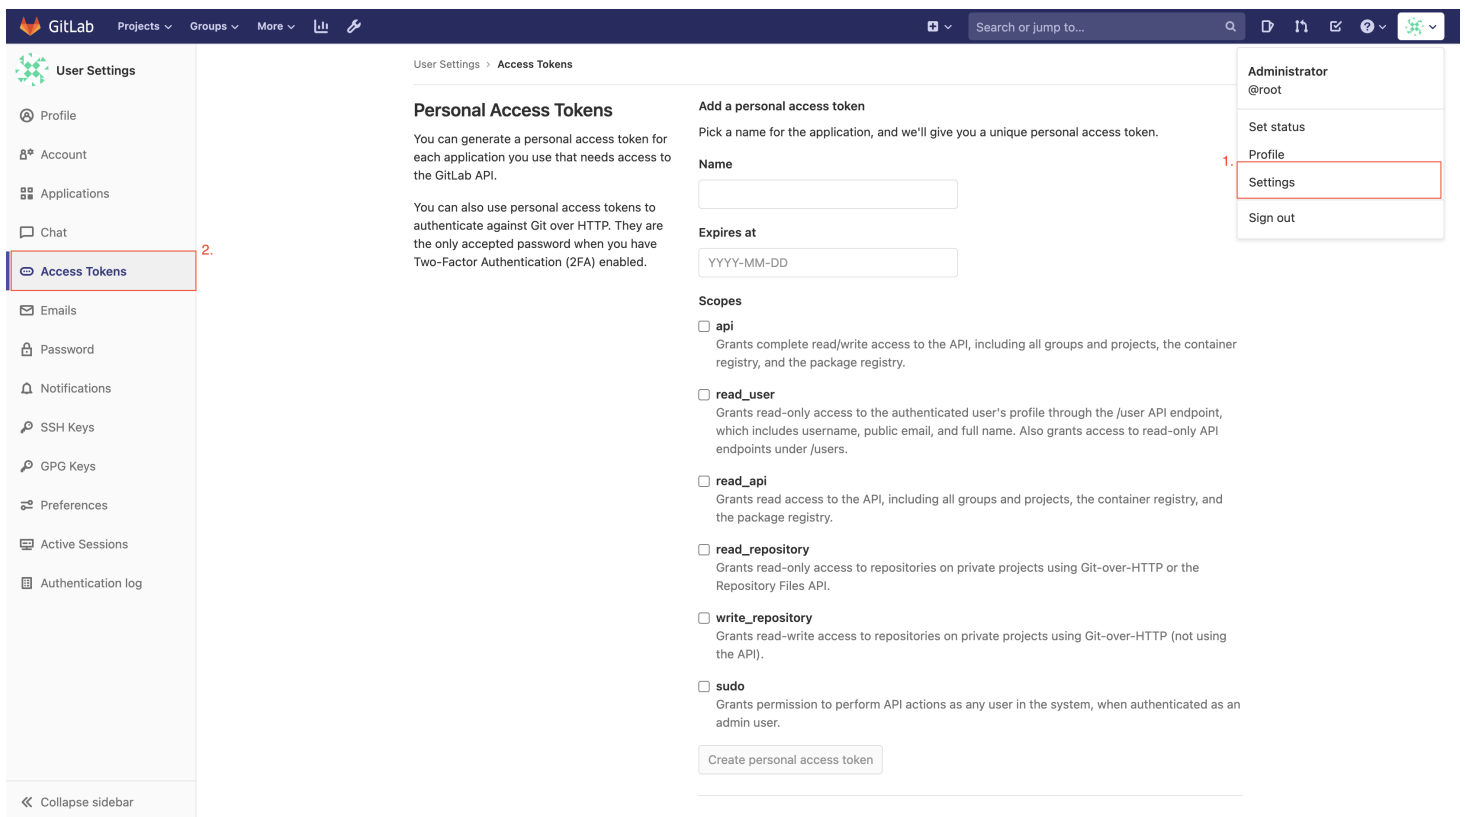 GitLab
Projects
Groups
More
Search or jump to...
User Settings
Profile
Account
Applications
Chat
2.
Access Tokens
Emails
Password
Notifications
SSH Keys
GPG Keys
Preferences
Active Sessions
Authentication log
Collapse sidebar
User Settings > Access Tokens
Personal Access Tokens
You can generate a personal access token for
each application you use that needs access to
the GitLab API.
You can also use personal access tokens to
authenticate against Git over HTTP. They are
the only accepted password when you have
Two-Factor Authentication (2FA) enabled.
Add a personal access token
Pick a name for the application, and we'll give you a unique personal access token.
Name
Expires at
YYYY-MM-DD
Scopes
api
Grants complete read/write access to the API, including all groups and projects, the container
registry, and the package registry.
read_user
Grants read-only access to the authenticated user's profile through the /user API endpoint,
which includes username, public email, and full name. Also grants access to read-only API
endpoints under /users.
read_api
Grants read access to the API, including all groups and projects, the container registry, and
the package registry.
read_repository
Grants read-only access to repositories on private projects using Git-over-HTTP or the
Repository Files API.
write_repository
Grants read-write access to repositories on private projects using Git-over-HTTP (not using
the API).
sudo
Grants permission to perform API actions as any user in the system, when authenticated as an
admin user.
Create personal access token
Administrator
@root
Set status
Profile
1.
Settings
Sign out